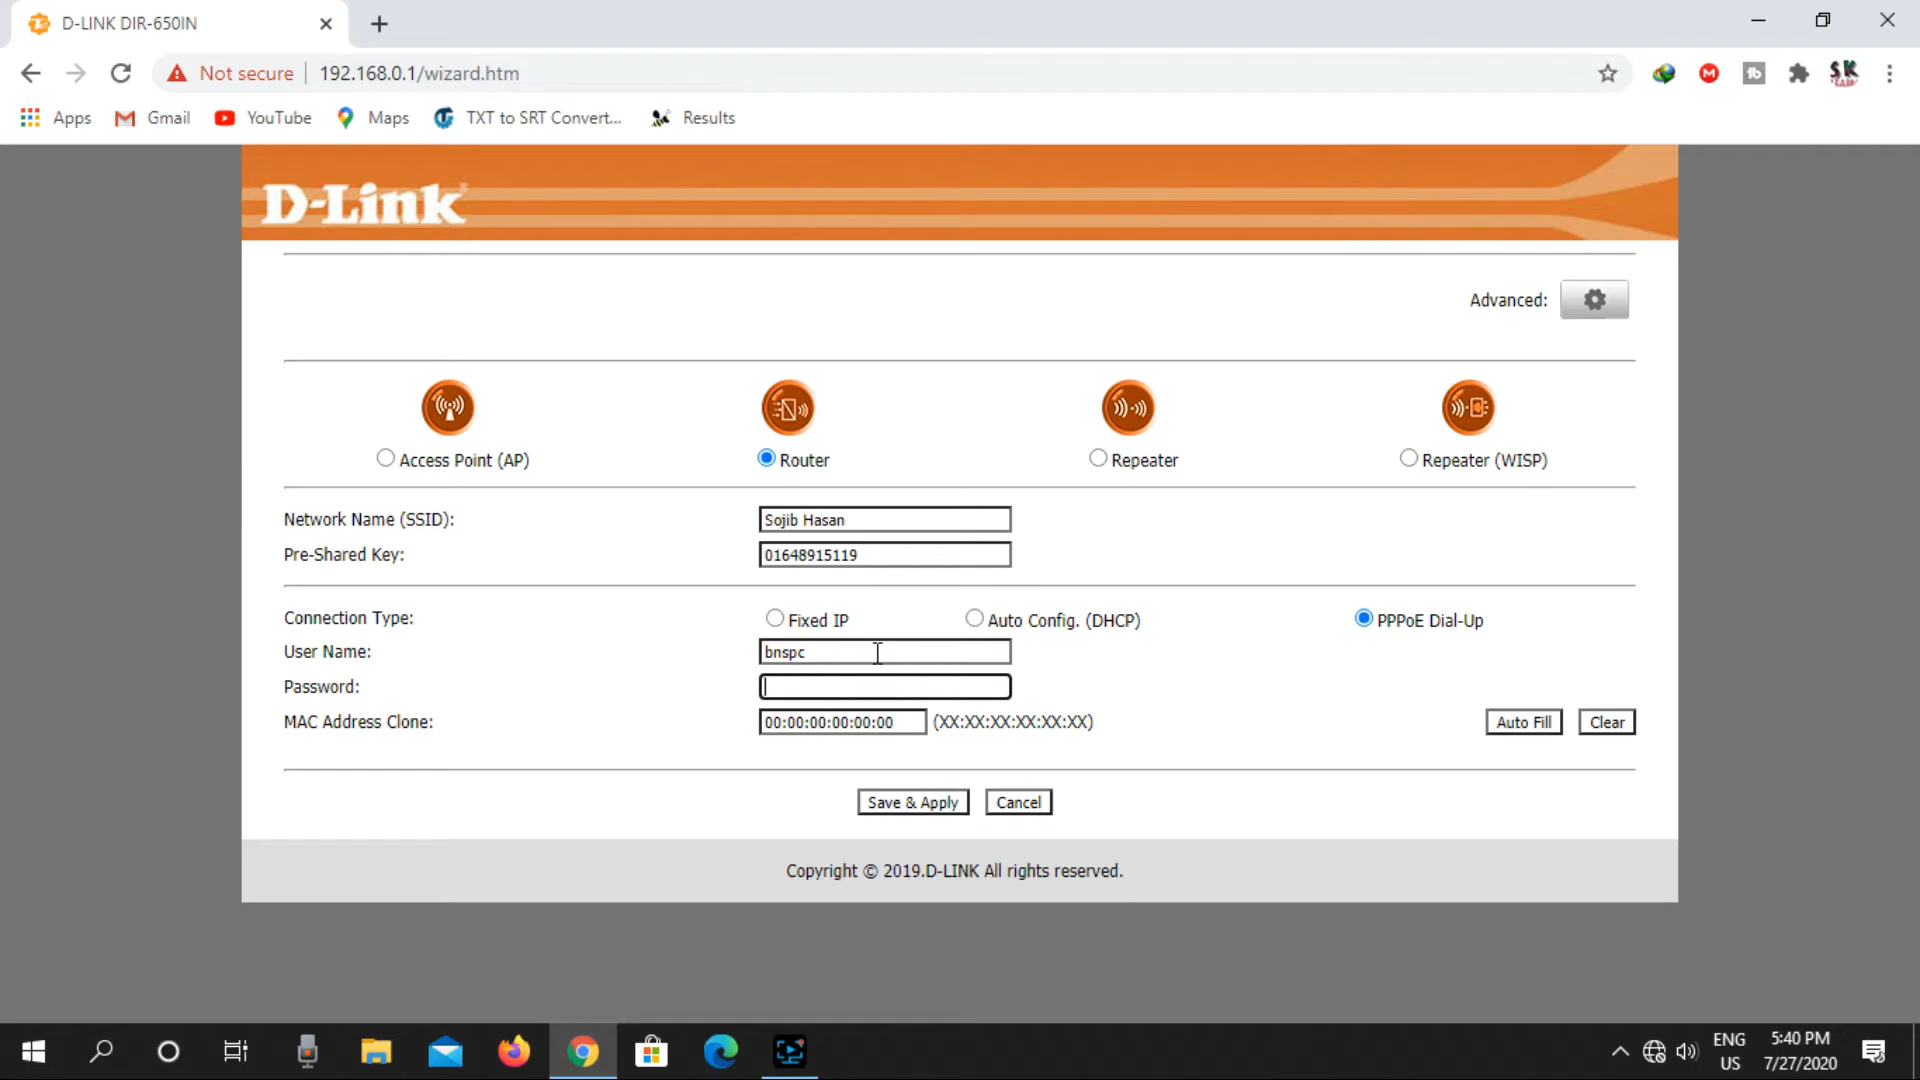 D-LINK DIR-650IN
Not secure 192.168.0.1/wizard.htm
Apps Gmail YouTube Maps TXT to SRT Convert... Results
D-Link
Advanced:
Access Point (AP) Router Repeater Repeater (WISP)
Network Name (SSID): Sojib Hasan
Pre-Shared Key: 01648915119
Connection Type: Fixed IP Auto Config. (DHCP) PPPoE Dial-Up
User Name: bnspc
Password:
MAC Address Clone: 00:00:00:00:00:00 (XX:XX:XX:XX:XX:XX) Auto Fill Clear
Save & Apply Cancel
Copyright © 2019.D-LINK All rights reserved.
ENG 5:40 PM
US 7/27/2020